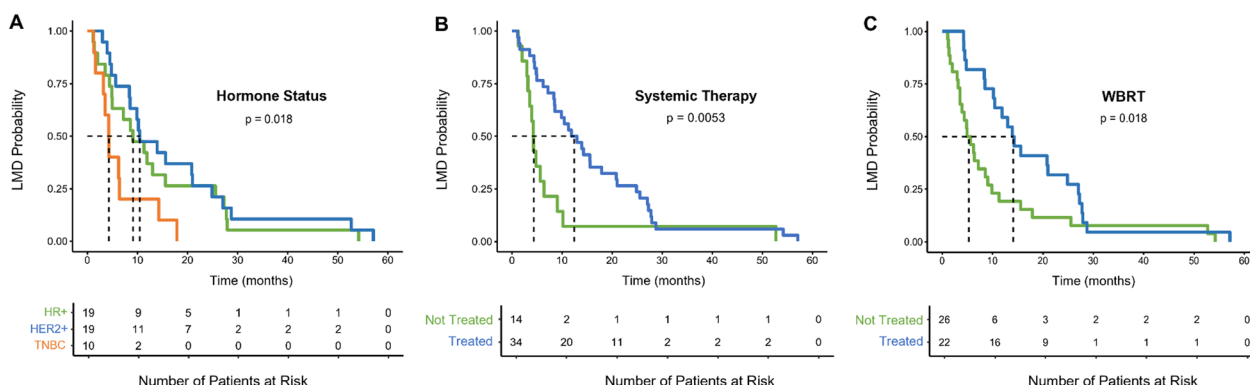 A
1.00
0.75
0.50
0.25
0.00
LMD Probability
Hormone Status
p = 0.018
0 10 20 30 40 50 60
Time (months)
HR+ 19 9 5 1 1 1 0
HER2+ 19 11 7 2 2 2 0
TNBC 10 2 0 0 0 0 0
Number of Patients at Risk
B
1.00
0.75
0.50
0.25
0.00
LMD Probability
Systemic Therapy
p = 0.0053
0 10 20 30 40 50 60
Time (months)
Not Treated 14 2 1 1 1 1 0
Treated 34 20 11 2 2 2 0
Number of Patients at Risk
C
1.00
0.75
0.50
0.25
0.00
LMD Probability
WBRT
p = 0.018
0 10 20 30 40 50 60
Time (months)
Not Treated 26 6 3 2 2 2 0
Treated 22 16 9 1 1 1 0
Number of Patients at Risk